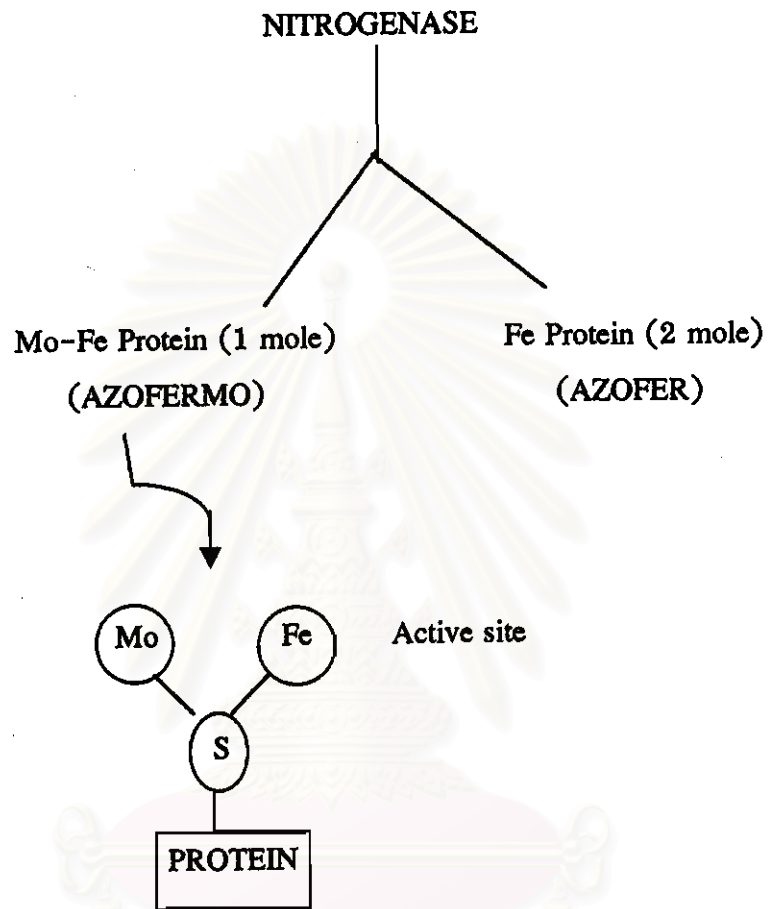 NITROGENASE
Mo-Fe Protein (1 mole)
Fe Protein (2 mole)
(AZOFERMO)
(AZOFER)
Mo
Fe
Active site
S
PROTEIN